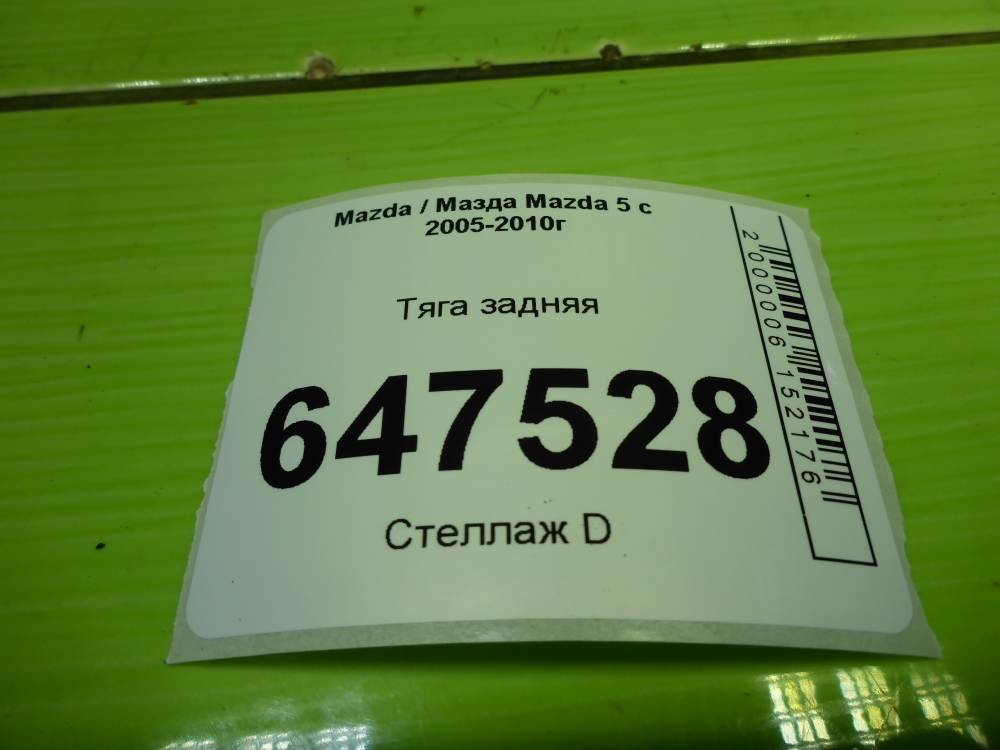 Mazda / Мазда Mazda 5 с
2005-2010г
Тяга задняя
647528
Стеллаж D
2000006152176